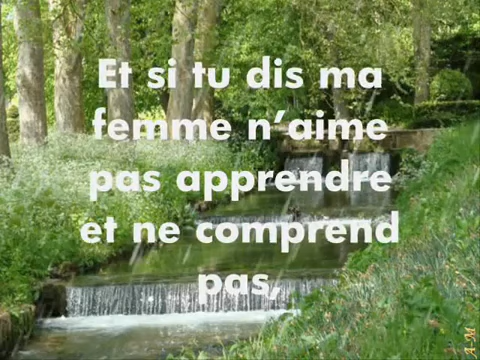 Et si tu dis ma
femme n’aime
pas apprendre
et ne comprend
pas,
A-M